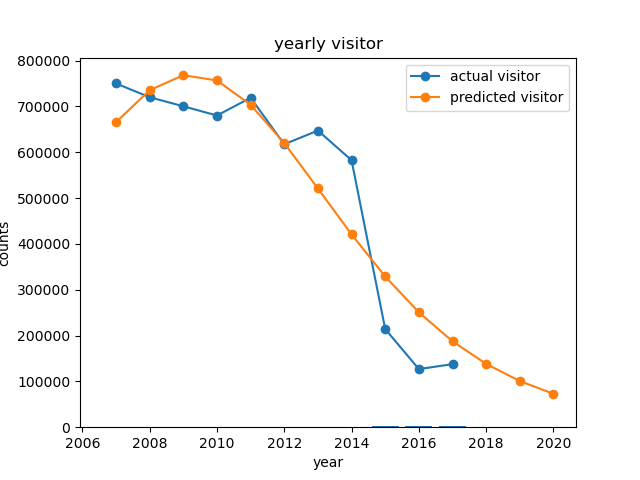 yearly visitor
actual visitor
predicted visitor
800000
700000
600000
500000
400000
300000
200000
100000
0
counts
2006 2008 2010 2012 2014 2016 2018 2020
year